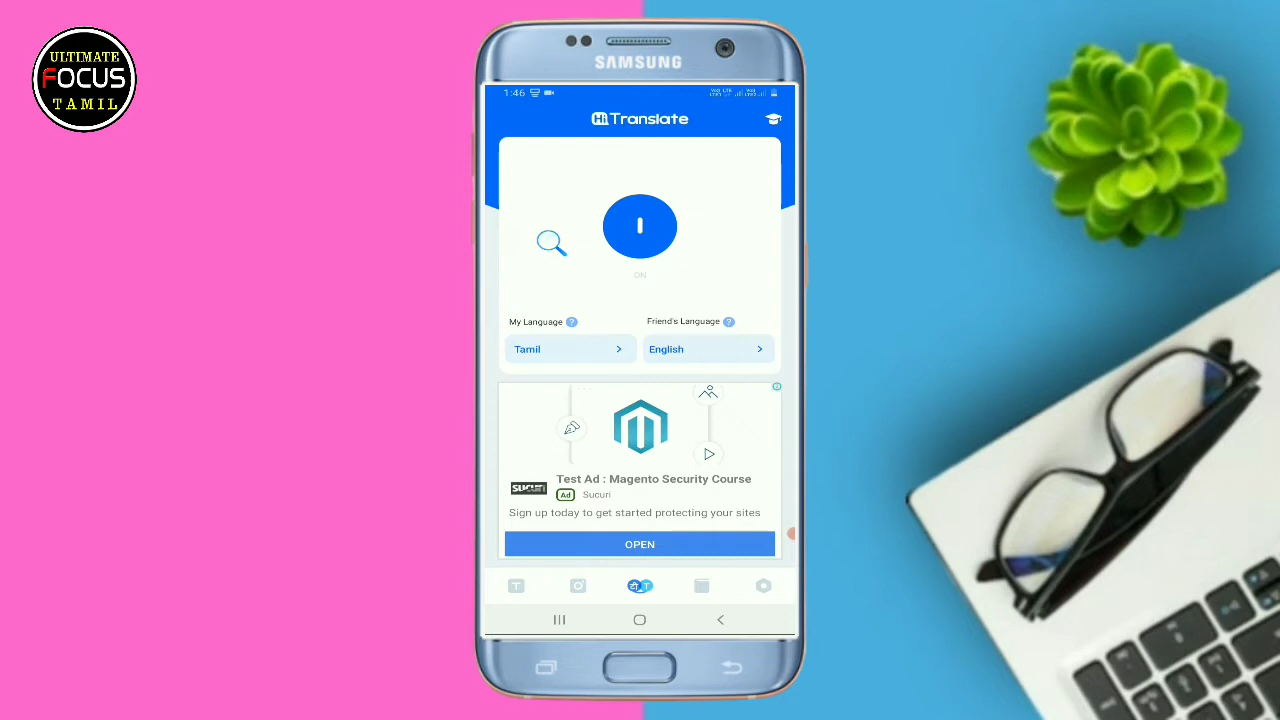 ULTIMATE
FOCUS
TAMIL
SAMSUNG
1:46
Hi Translate
I
ON
My Language ?
Friend's Language ?
Tamil >
English >
Test Ad : Magento Security Course
SUCURI
Ad Sucuri
Sign up today to get started protecting your sites
OPEN
T
T